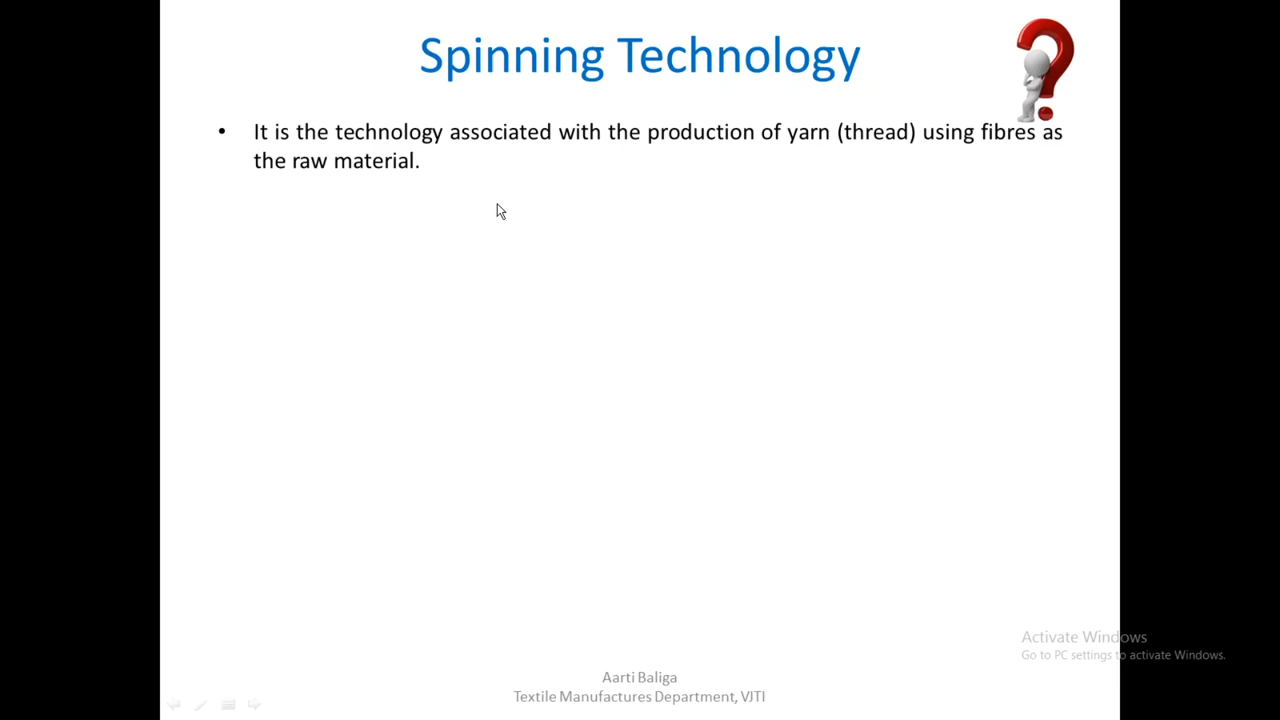 Spinning Technology
• It is the technology associated with the production of yarn (thread) using fibres as
the raw material.
Activate Windows
Go to PC settings to activate Windows.
Aarti Baliga
Textile Manufactures Department, VJTI